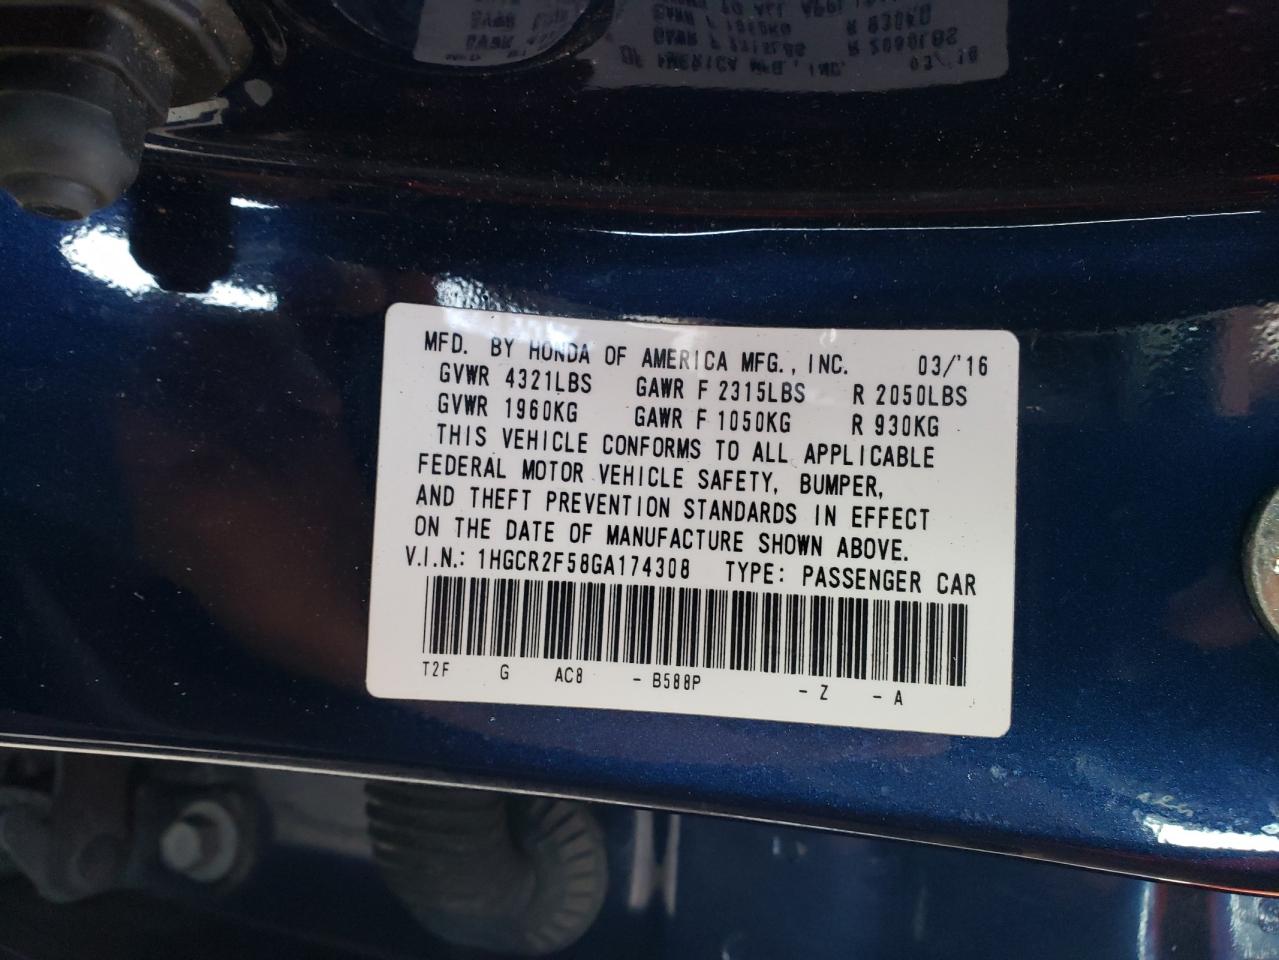 MFD. BY HONDA OF AMERICA MFG., INC. 03/'16
GVWR 4321LBS GAWR F 2315LBS R 2050LBS
GVWR 1960KG GAWR F 1050KG R 930KG
THIS VEHICLE CONFORMS TO ALL APPLICABLE
FEDERAL MOTOR VEHICLE SAFETY, BUMPER,
AND THEFT PREVENTION STANDARDS IN EFFECT
ON THE DATE OF MANUFACTURE SHOWN ABOVE.
V.I.N.: 1HGCR2F58GA174308 TYPE: PASSENGER CAR
T2F G AC8 - B588P - Z - A